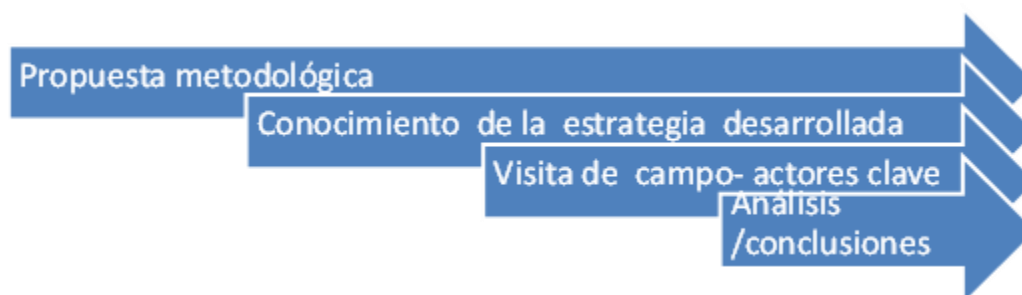 Propuesta metodológica
Conocimiento de la estrategia desarrollada
Visita de campo- actores clave
Análisis
/conclusiones